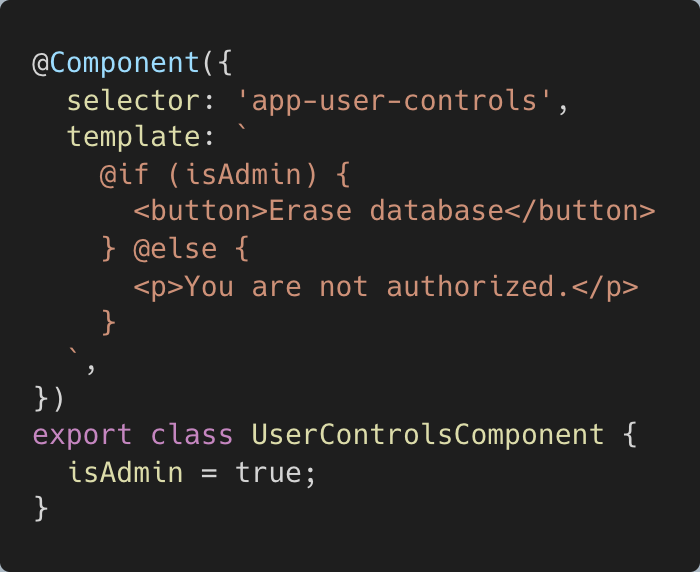 @Component({
  selector: 'app-user-controls',
  template: `
    @if (isAdmin) {
      <button>Erase database</button>
    } @else {
      <p>You are not authorized.</p>
    }
  `,
})
export class UserControlsComponent {
  isAdmin = true;
}